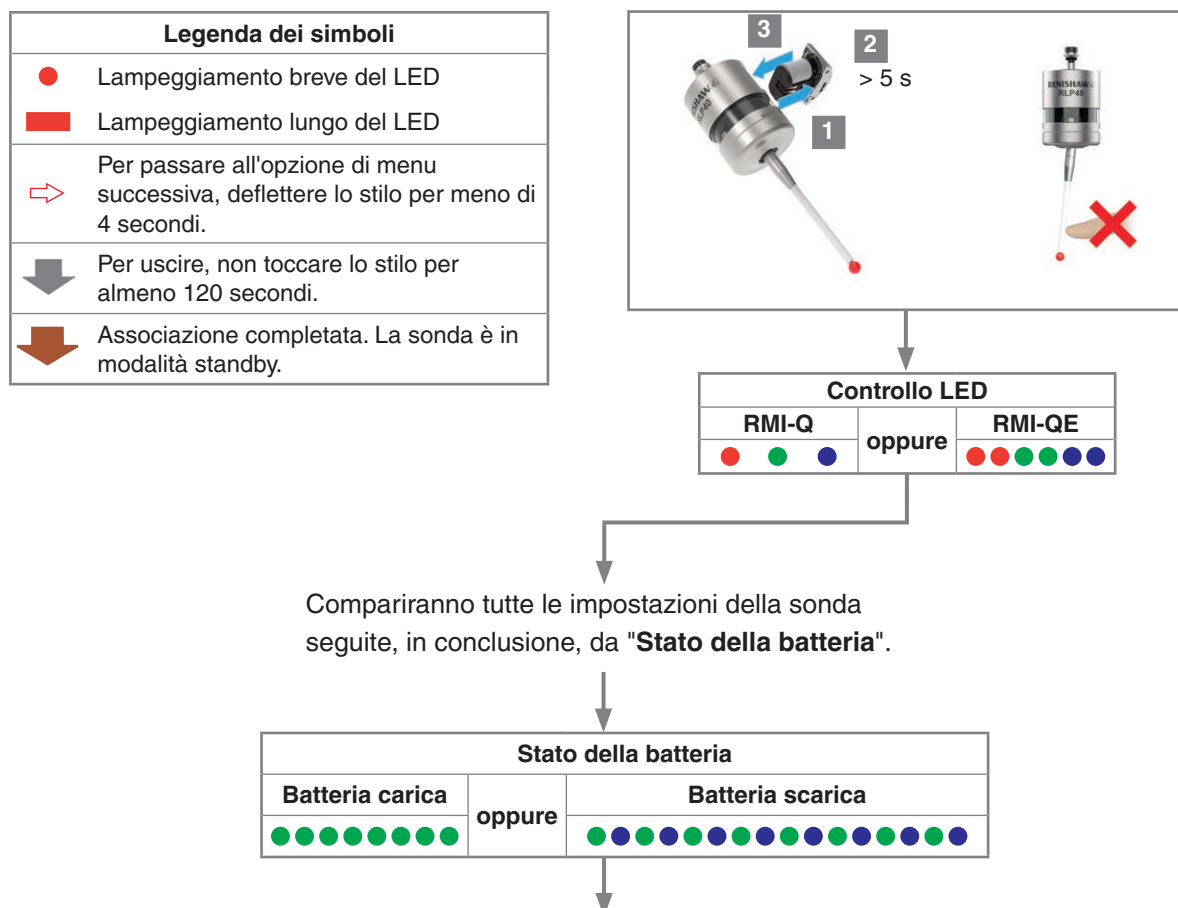 Legenda dei simboli
Lampeggiamento breve del LED
Lampeggiamento lungo del LED
Per passare all'opzione di menu
successiva, deflettere lo stilo per meno di
4 secondi.
Per uscire, non toccare lo stilo per
almeno 120 secondi.
Associazione completata. La sonda è in
modalità standby.
3
2
> 5 s
1
RENISHAW
RLP40
RENISHAW
RLP40
Controllo LED
RMI-Q
oppure
RMI-QE
Compariranno tutte le impostazioni della sonda
seguite, in conclusione, da "Stato della batteria".
Stato della batteria
Batteria carica
oppure
Batteria scarica